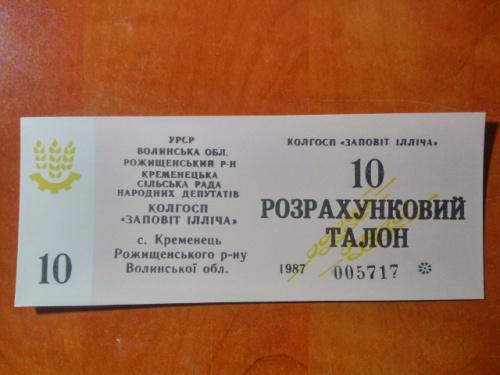 УРСР
ВОЛИНСЬКА ОБЛ.
РОЖИЩЕНСЬКИЙ Р-Н
КРЕМЕНЕЦЬКА
СІЛЬСЬКА РАДА
НАРОДНИХ ДЕПУТАТІВ
КОЛГОСП
«ЗАПОВІТ ІЛЛІЧА»
с. Кременець
Рожищенського р-ну
Волинської обл.
10
КОЛГОСП «ЗАПОВІТ ІЛЛІЧА»
10
РОЗРАХУНКОВИЙ
ТАЛОН
1987 005717